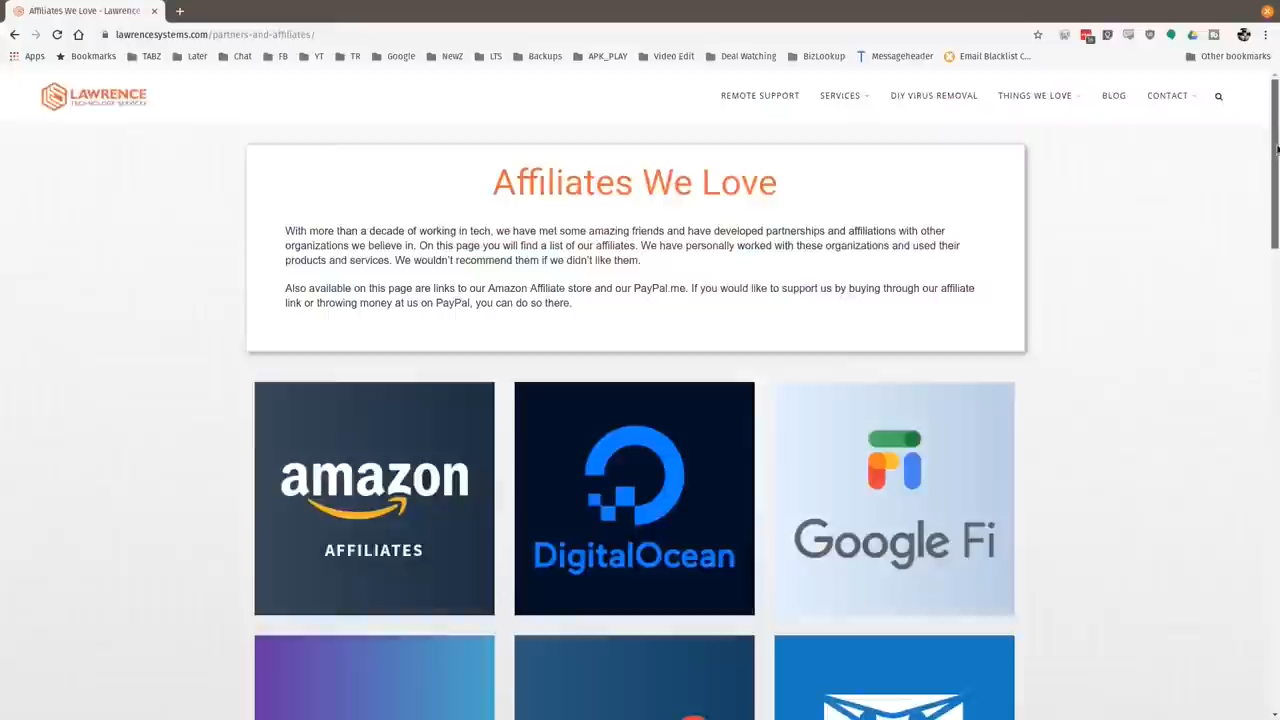 Affiliates We Love - Lawrence
lawrencesystems.com/partners-and-affiliates/
Apps Bookmarks TABZ Later Chat FB YT TR Google NewZ LTS Backups APK_PLAY Video Edit Deal Watching BizLookup Messageheader Email Blacklist C... Other bookmarks
LAWRENCE
TECHNOLOGY SERVICES
REMOTE SUPPORT SERVICES DIY VIRUS REMOVAL THINGS WE LOVE BLOG CONTACT
Affiliates We Love
With more than a decade of working in tech, we have met some amazing friends and have developed partnerships and affiliations with other
organizations we believe in. On this page you will find a list of our affiliates. We have personally worked with these organizations and used their
products and services. We wouldn't recommend them if we didn't like them.
Also available on this page are links to our Amazon Affiliate store and our PayPal.me. If you would like to support us by buying through our affiliate
link or throwing money at us on PayPal, you can do so there.
amazon
AFFILIATES
DigitalOcean
Google Fi